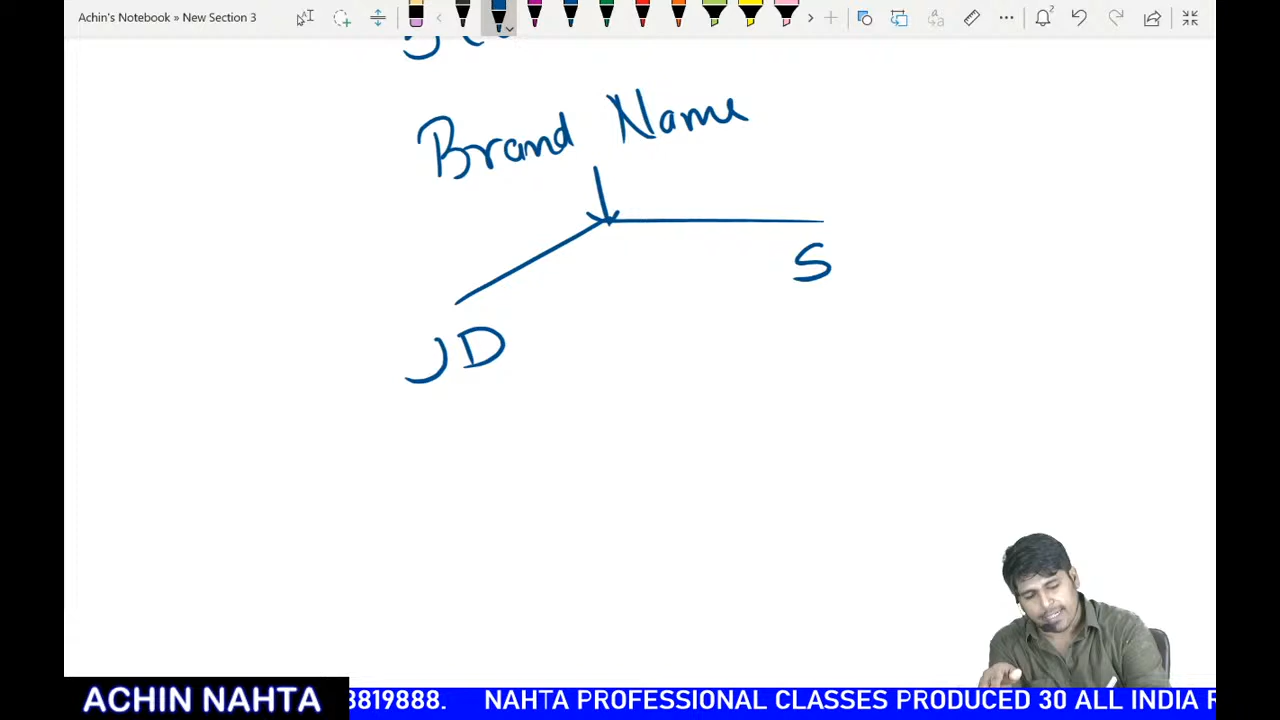 Achin's Notebook » New Section 3
Brand Name
S
JD
ACHIN NAHTA
3819888. NAHTA PROFESSIONAL CLASSES PRODUCED 30 ALL INDIA R